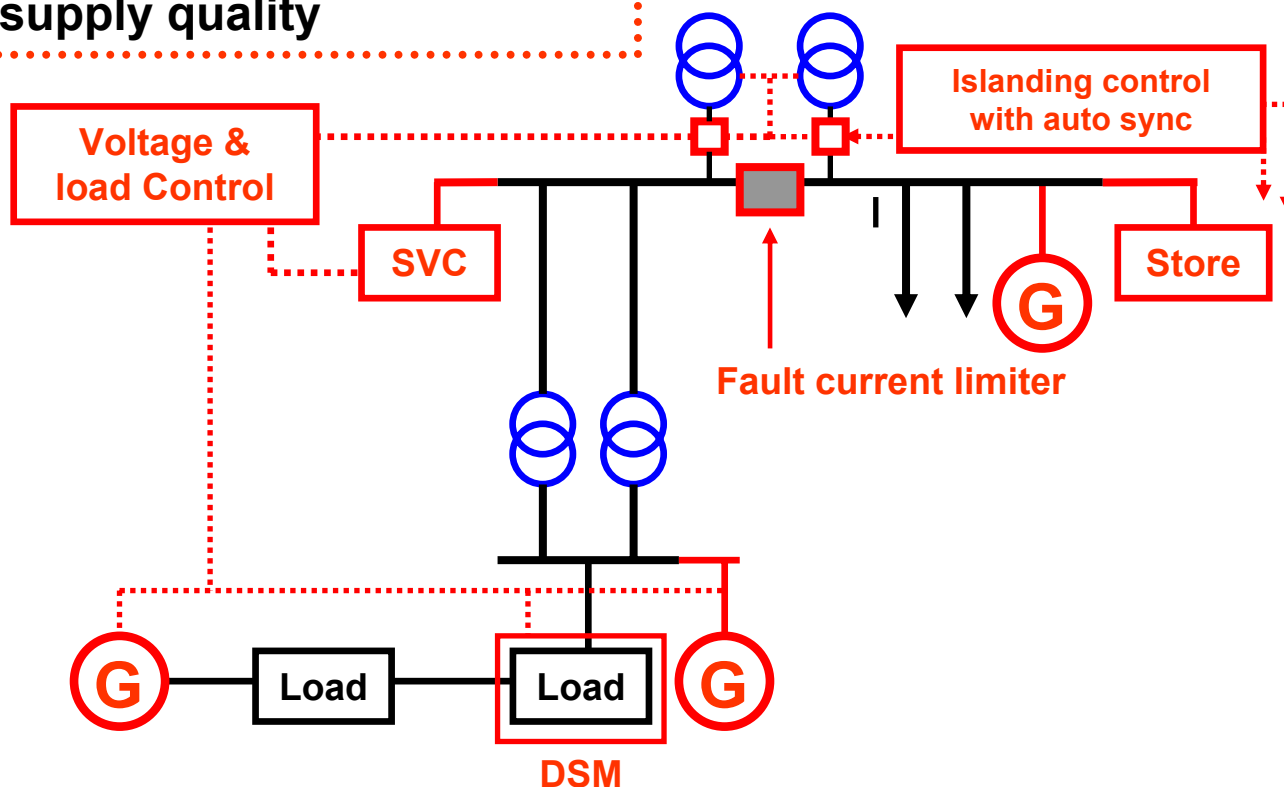 supply quality
Islanding control
with auto sync
Voltage &
load Control
SVC
Store
G
Fault current limiter
G
Load
Load
G
DSM